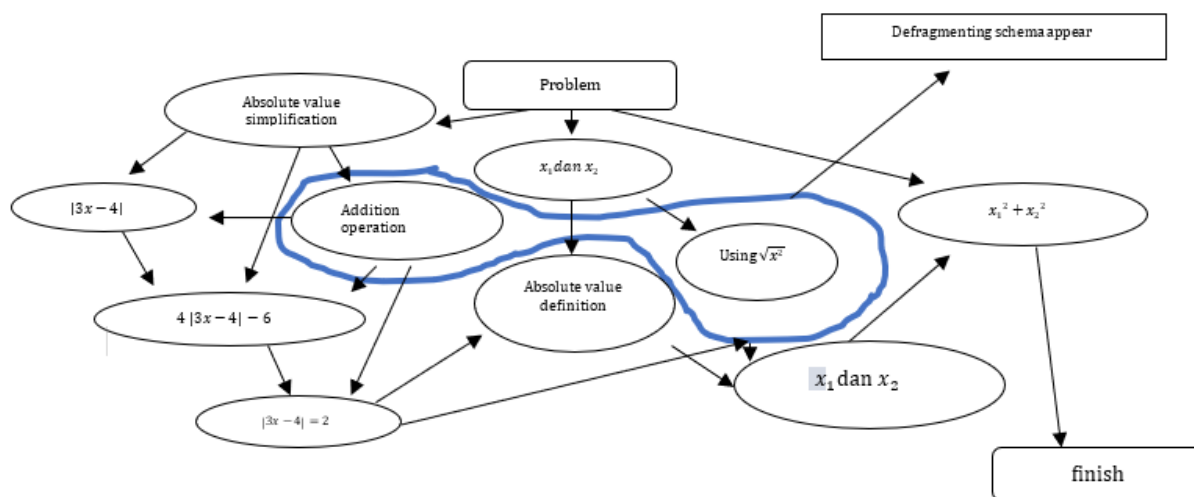 Defragmenting schema appear
Problem
Absolute value
simplification
x₁ dan x₂
|3x − 4|
Addition
operation
x₁² + x₂²
Using √x²
Absolute value
definition
4 |3x − 4| − 6
x₁ dan x₂
|3x − 4| = 2
finish